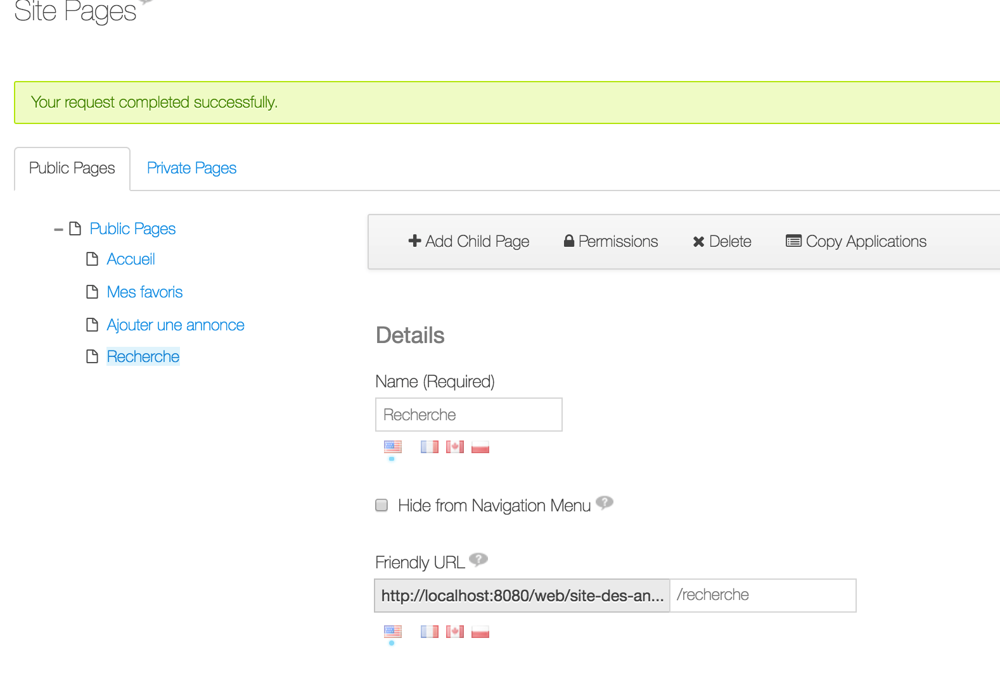 Site Pages
Your request completed successfully.
Public Pages
Private Pages
Public Pages
Accueil
Mes favoris
Ajouter une annonce
Recherche
Add Child Page
Permissions
Delete
Copy Applications
Details
Name (Required)
Recherche
Hide from Navigation Menu
Friendly URL
http://localhost:8080/web/site-des-an... /recherche